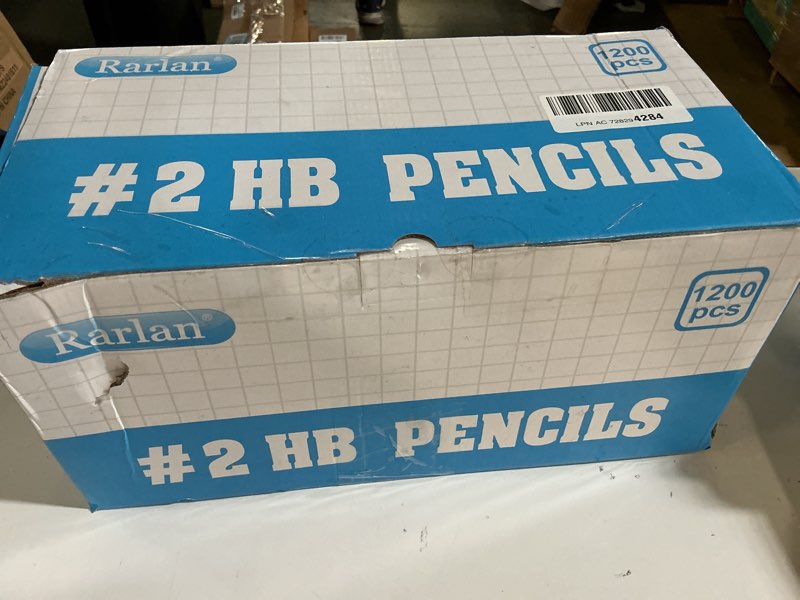 Rarlan®
1200
pcs
LPN AC 728294284
#2 HB PENCILS
Rarlan®
1200
pcs
#2 HB PENCILS